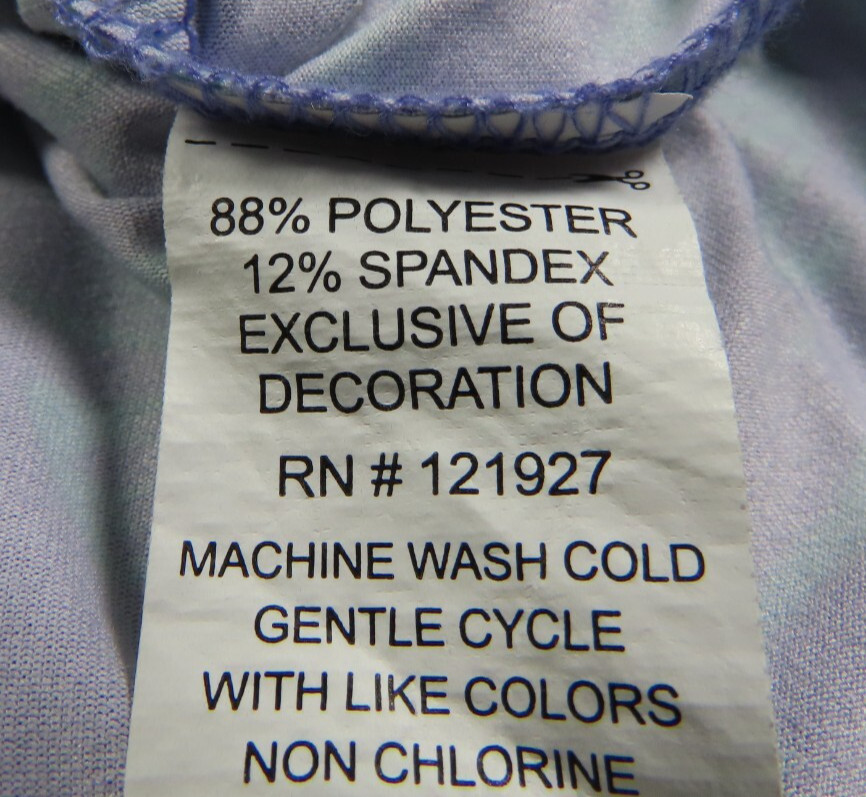 88% POLYESTER
12% SPANDEX
EXCLUSIVE OF
DECORATION
RN # 121927
MACHINE WASH COLD
GENTLE CYCLE
WITH LIKE COLORS
NON CHLORINE